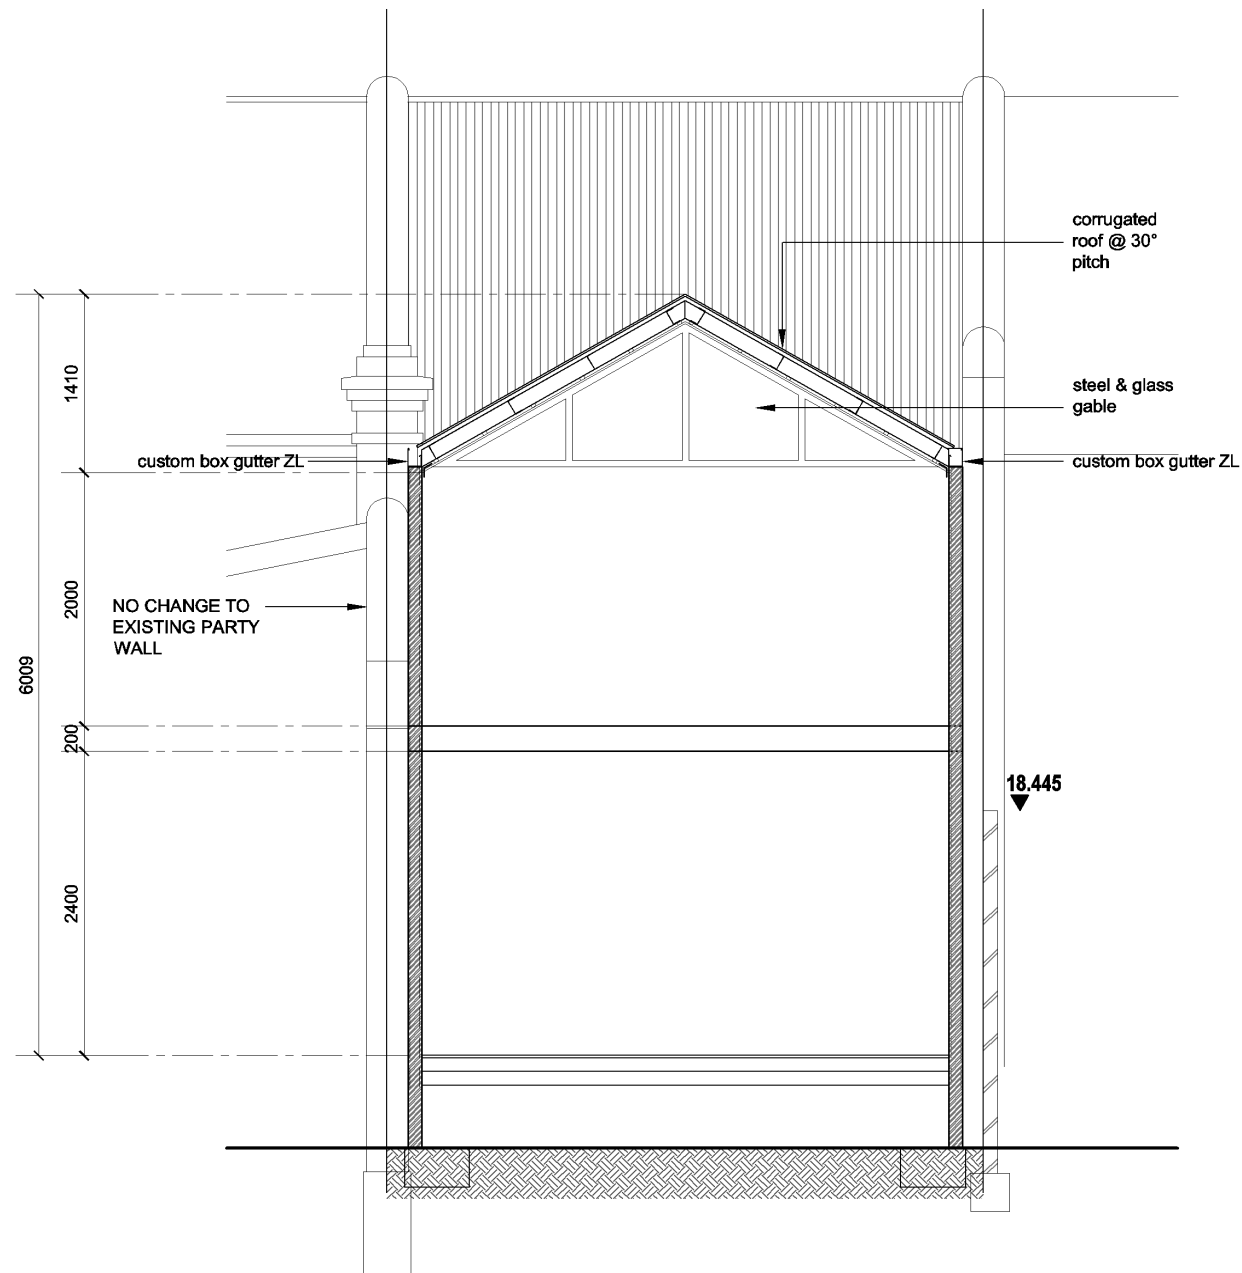 corrugated
roof @ 30°
pitch
1410
steel & glass
gable
custom box gutter ZL
custom box gutter ZL
2000
NO CHANGE TO
EXISTING PARTY
WALL
6009
200
18.445
2400